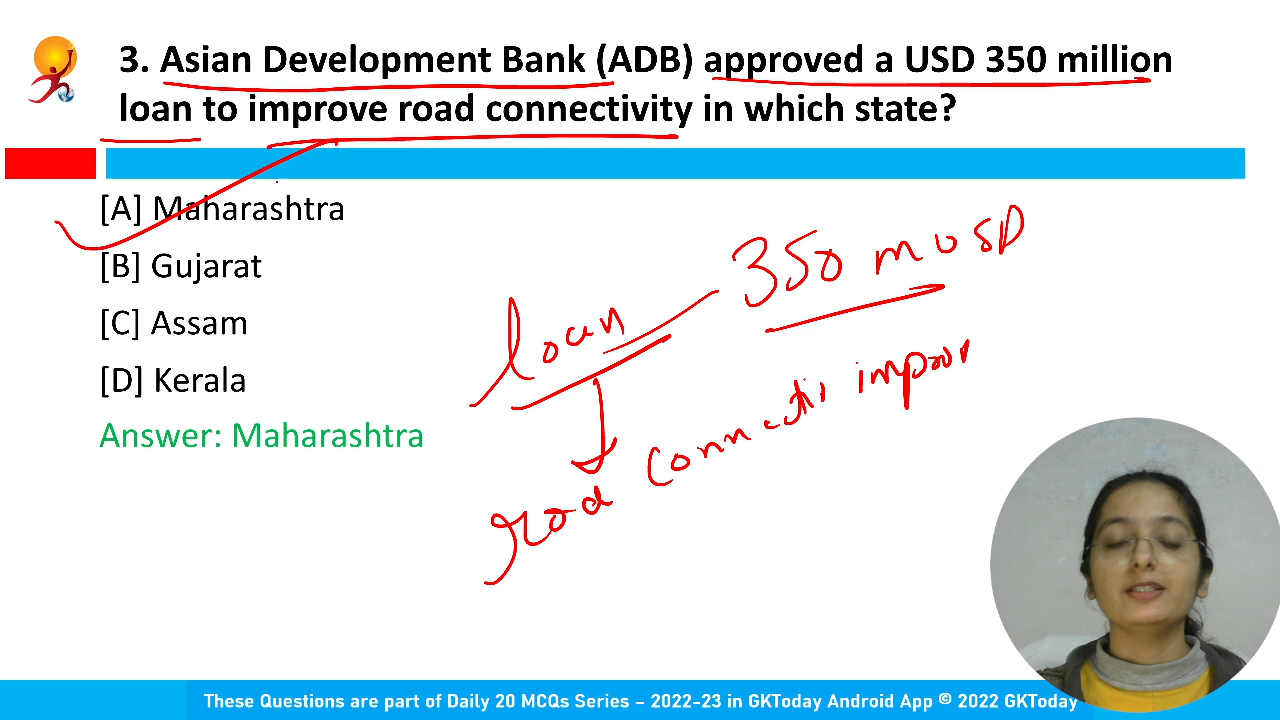 3. Asian Development Bank (ADB) approved a USD 350 million
loan to improve road connectivity in which state?
[A] Maharashtra
[B] Gujarat
[C] Assam
[D] Kerala
Answer: Maharashtra
loan - 350 m USD
road
These Questions are part of Daily 20 MCQs Series – 2022-23 in GKToday Android App © 2022 GKToday